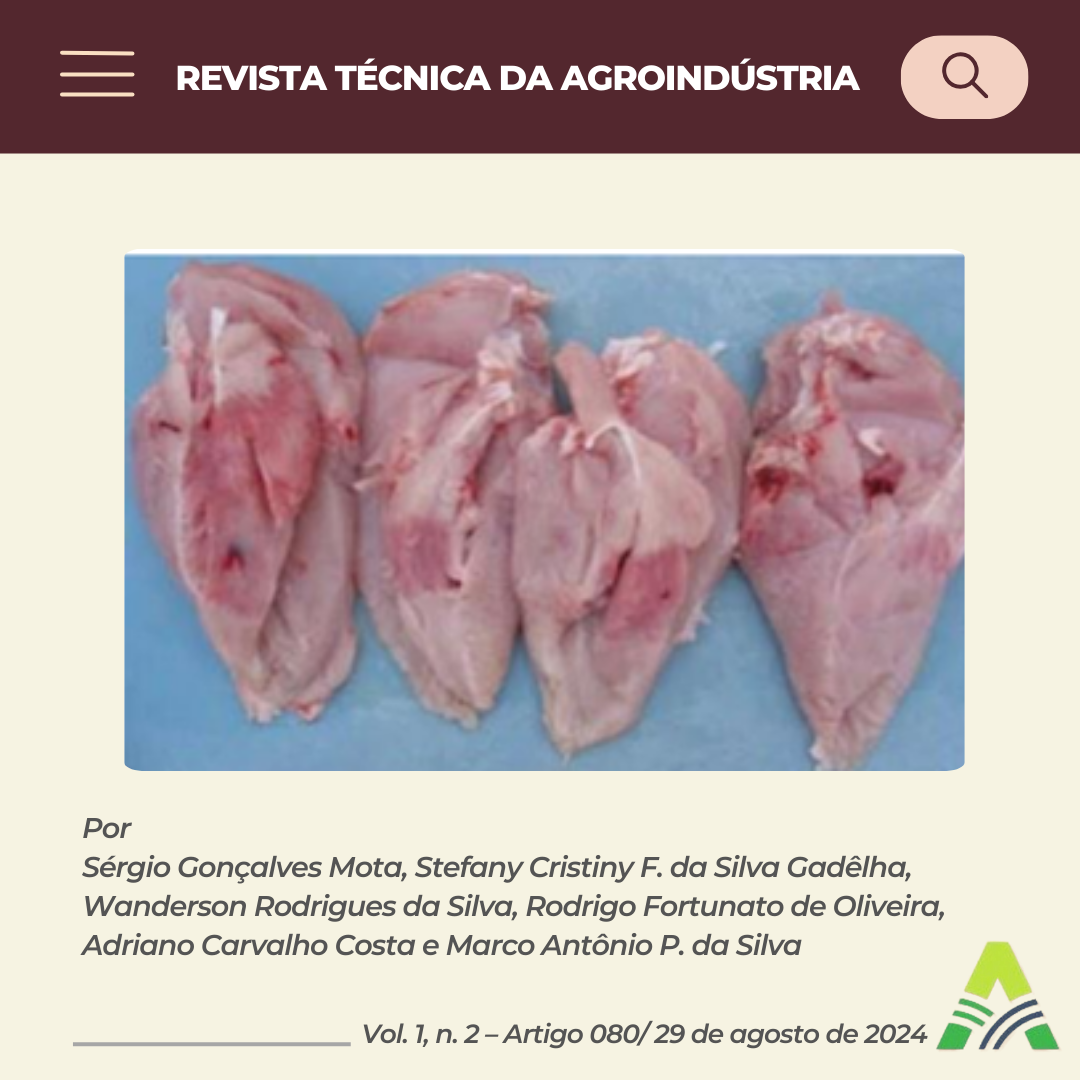 REVISTA TÉCNICA DA AGROINDÚSTRIA
Por
Sérgio Gonçalves Mota, Stefany Cristiny F. da Silva Gadêlha,
Wanderson Rodrigues da Silva, Rodrigo Fortunato de Oliveira,
Adriano Carvalho Costa e Marco Antônio P. da Silva
Vol. 1, n. 2 – Artigo 080/ 29 de agosto de 2024